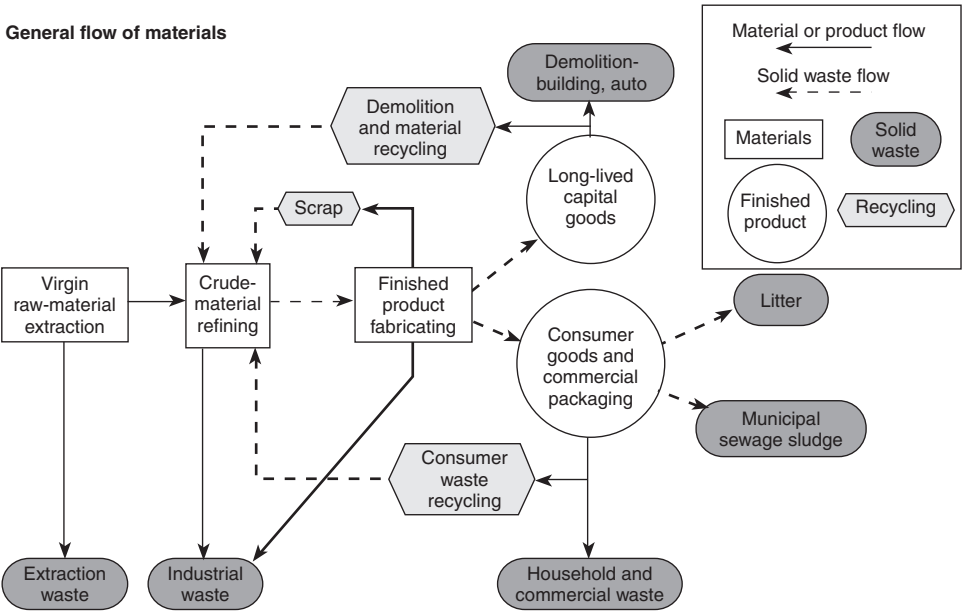 General flow of materials
Material or product flow
Solid waste flow
Materials
Solid
waste
Finished
product
Recycling
Demolition-
building, auto
Demolition
and material
recycling
Long-lived
capital
goods
Scrap
Virgin
raw-material
extraction
Crude-
material
refining
Finished
product
fabricating
Consumer
goods and
commercial
packaging
Litter
Municipal
sewage sludge
Consumer
waste
recycling
Extraction
waste
Industrial
waste
Household and
commercial waste